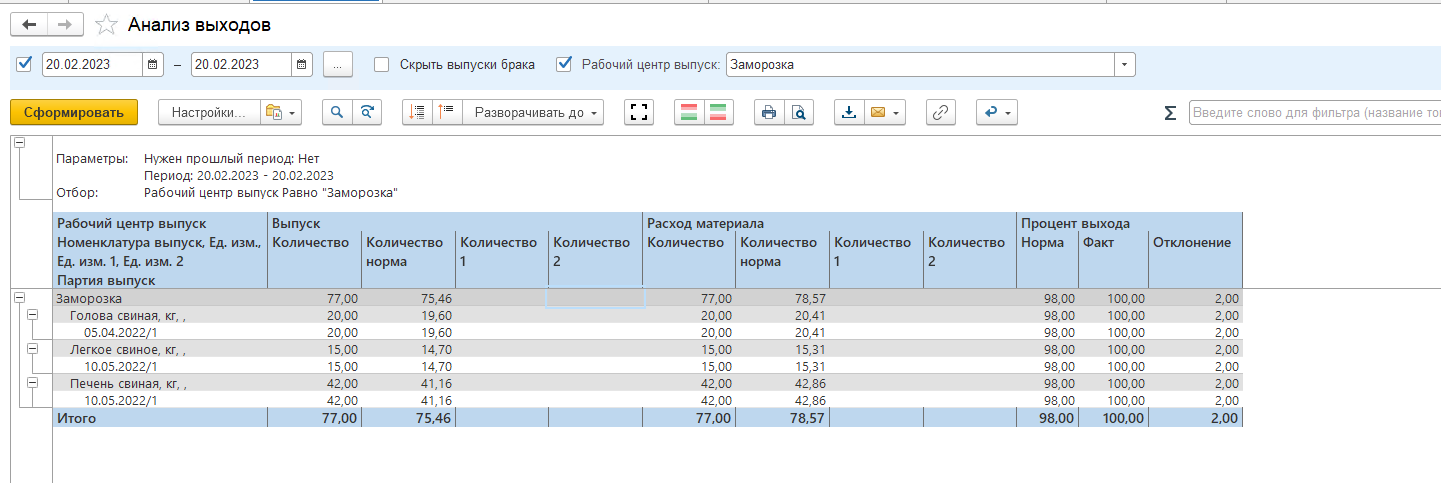 Анализ выходов
20.02.2023 – 20.02.2023 ... Скрыть выпуски брака Рабочий центр выпуск: Заморозка
Сформировать Настройки... Разворачивать до Σ Введите слово для фильтра (название то
Параметры: Нужен прошлый период: Нет
Период: 20.02.2023 - 20.02.2023
Отбор: Рабочий центр выпуск Равно "Заморозка"
Рабочий центр выпуск Выпуск Расход материала Процент выхода
Номенклатура выпуск, Ед. изм., Количество Количество Количество Количество Количество Количество Количество Количество Норма Факт Отклонение
Ед. изм. 1, Ед. изм. 2 норма 1 2 норма 1 2
Партия выпуск
Заморозка 77,00 75,46 77,00 78,57 98,00 100,00 2,00
Голова свиная, кг, , 20,00 19,60 20,00 20,41 98,00 100,00 2,00
05.04.2022/1 20,00 19,60 20,00 20,41 98,00 100,00 2,00
Легкое свиное, кг, , 15,00 14,70 15,00 15,31 98,00 100,00 2,00
10.05.2022/1 15,00 14,70 15,00 15,31 98,00 100,00 2,00
Печень свиная, кг, , 42,00 41,16 42,00 42,86 98,00 100,00 2,00
10.05.2022/1 42,00 41,16 42,00 42,86 98,00 100,00 2,00
Итого 77,00 75,46 77,00 78,57 98,00 100,00 2,00